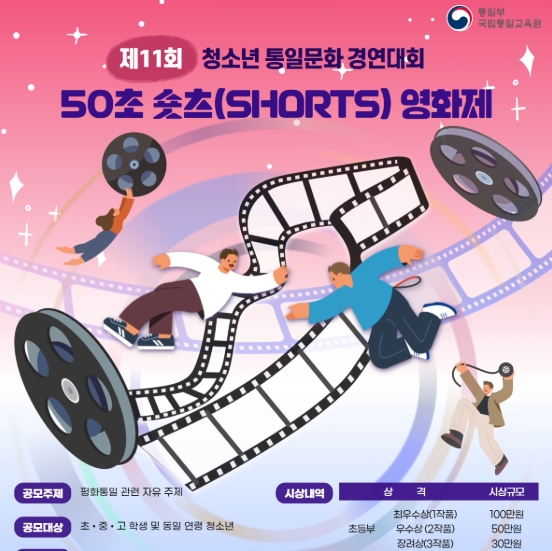 통일부
국립통일교육원
제11회 청소년 통일문화 경연대회
50초 숏츠(SHORTS) 영화제
공모주제 평화통일 관련 자유 주제
공모대상 초·중·고 학생 및 동일 연령 청소년
시상내역
상 격 시상규모
초등부
최우수상(1작품) 100만원
우수상 (2작품) 50만원
장려상(3작품) 30만원